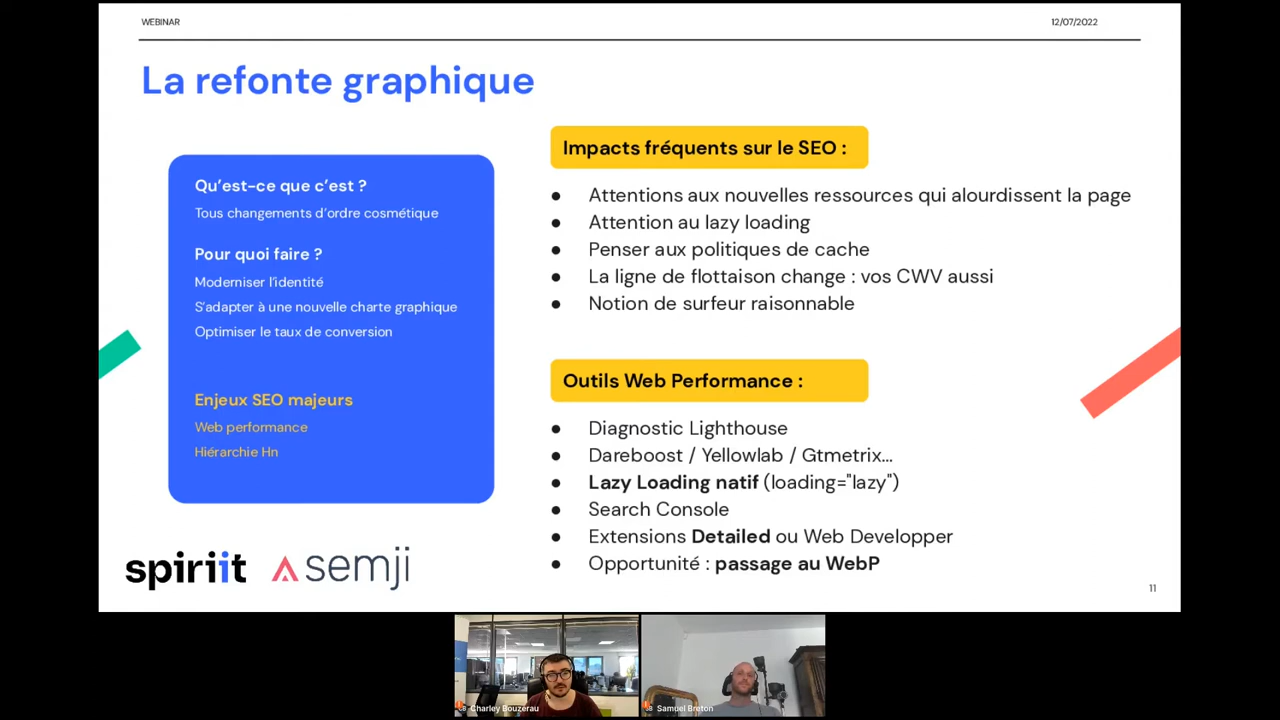 WEBINAR
12/07/2022
La refonte graphique
Qu'est-ce que c'est ?
Tous changements d'ordre cosmétique
Pour quoi faire ?
Moderniser l'identité
S'adapter à une nouvelle charte graphique
Optimiser le taux de conversion
Enjeux SEO majeurs
Web performance
Hiérarchie Hn
Impacts fréquents sur le SEO :
● Attentions aux nouvelles ressources qui alourdissent la page
● Attention au lazy loading
● Penser aux politiques de cache
● La ligne de flottaison change : vos CWV aussi
● Notion de surfeur raisonnable
Outils Web Performance :
● Diagnostic Lighthouse
● Dareboost / Yellowlab / Gtmetrix...
● Lazy Loading natif (loading="lazy")
● Search Console
● Extensions Detailed ou Web Developper
● Opportunité : passage au WebP
spiriit
semji
11
Charley Bouzerau
Samuel Breton